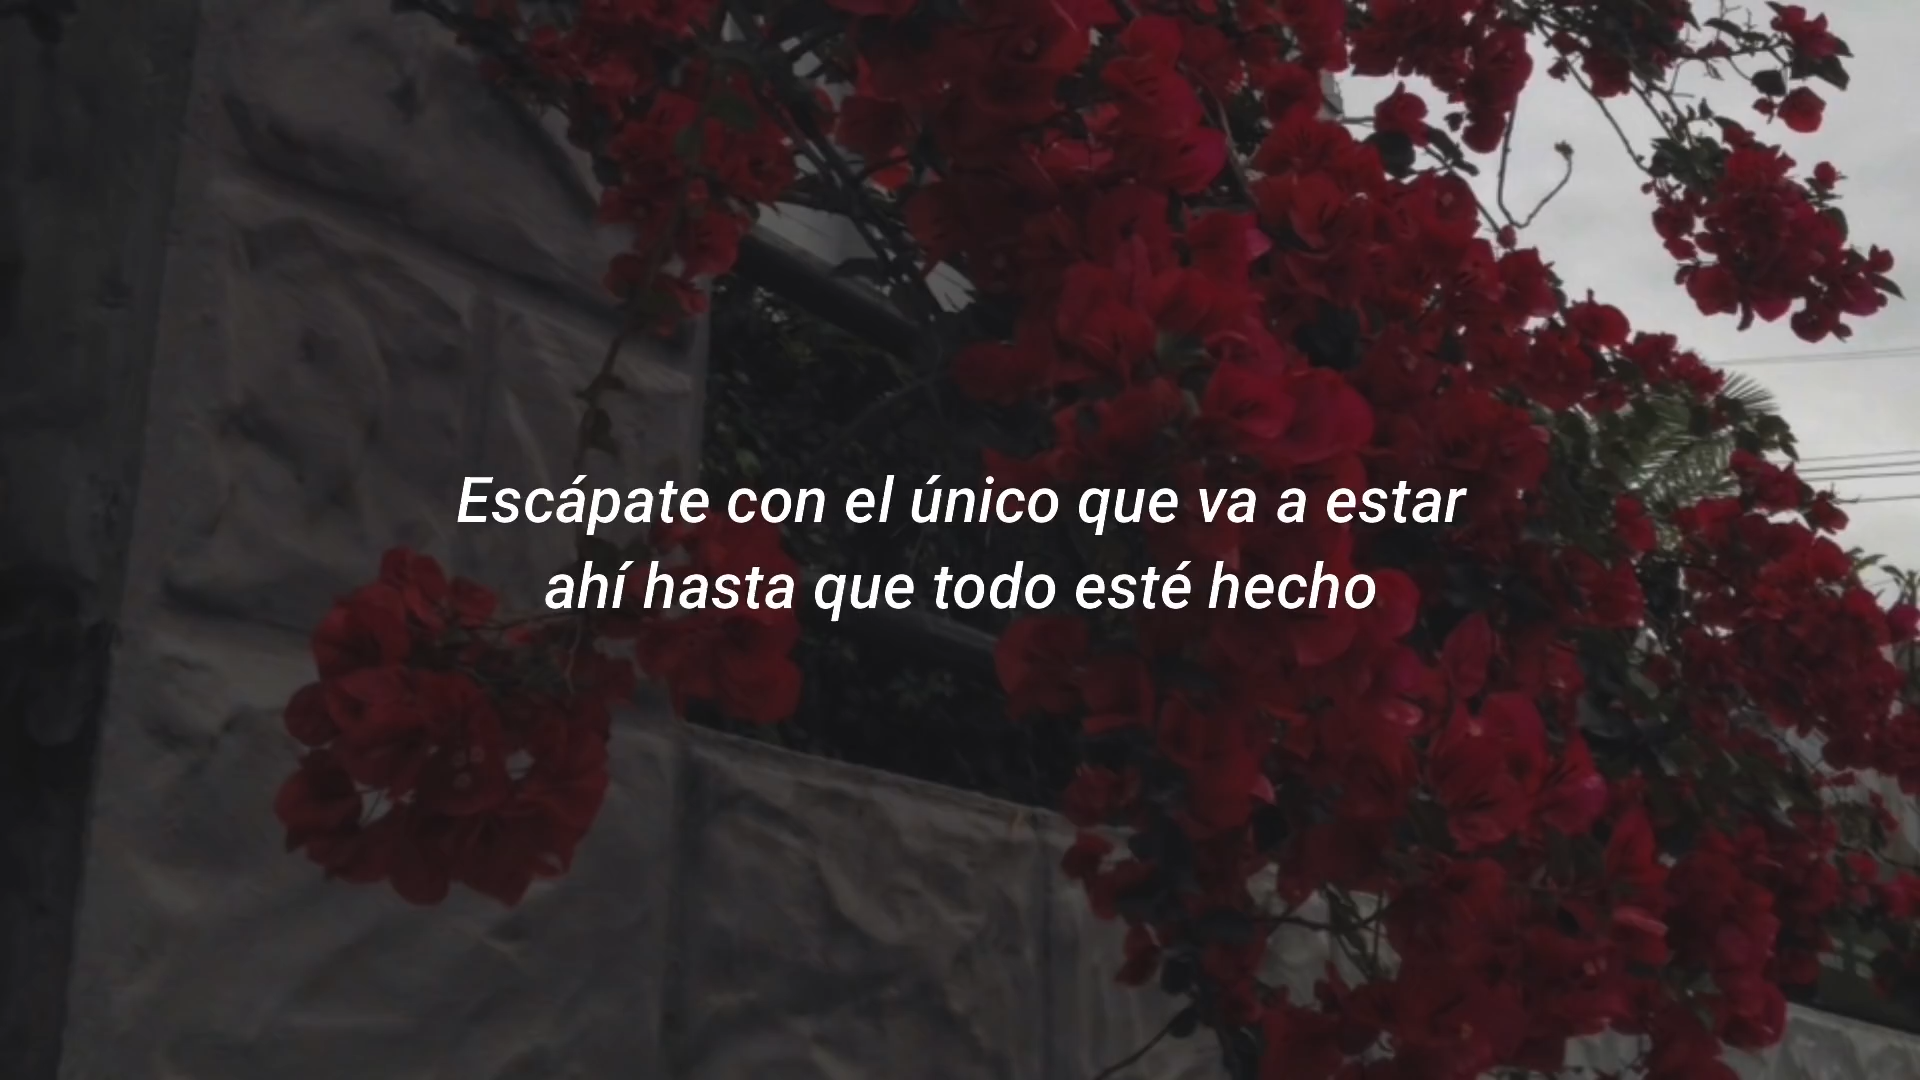 Escápate con el único que va a estar
ahí hasta que todo esté hecho